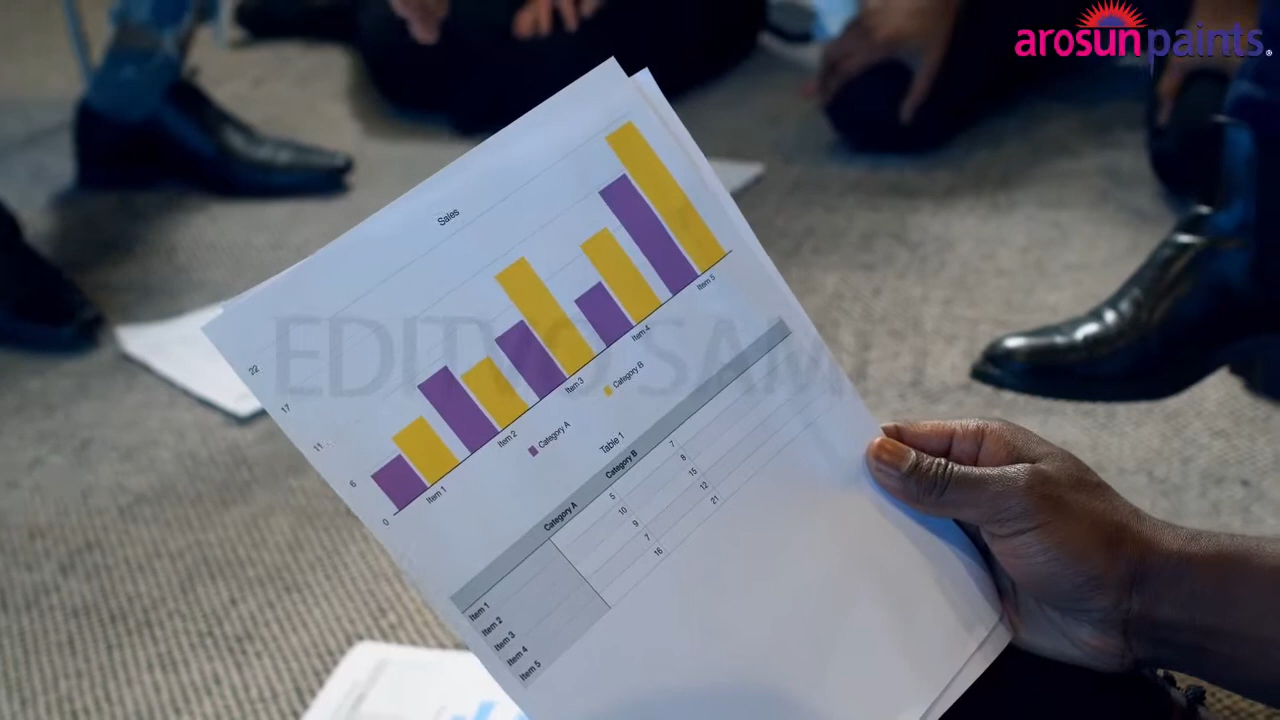 arosunpaints®
Sales
22
17
11
6
0
Item 1
Item 2
Item 3
Item 4
Item 5
Category A
Category B
Table 1
Category A Category B
Item 1 5 7
Item 2 10 8
Item 3 9 15
Item 4 7 12
Item 5 16 21